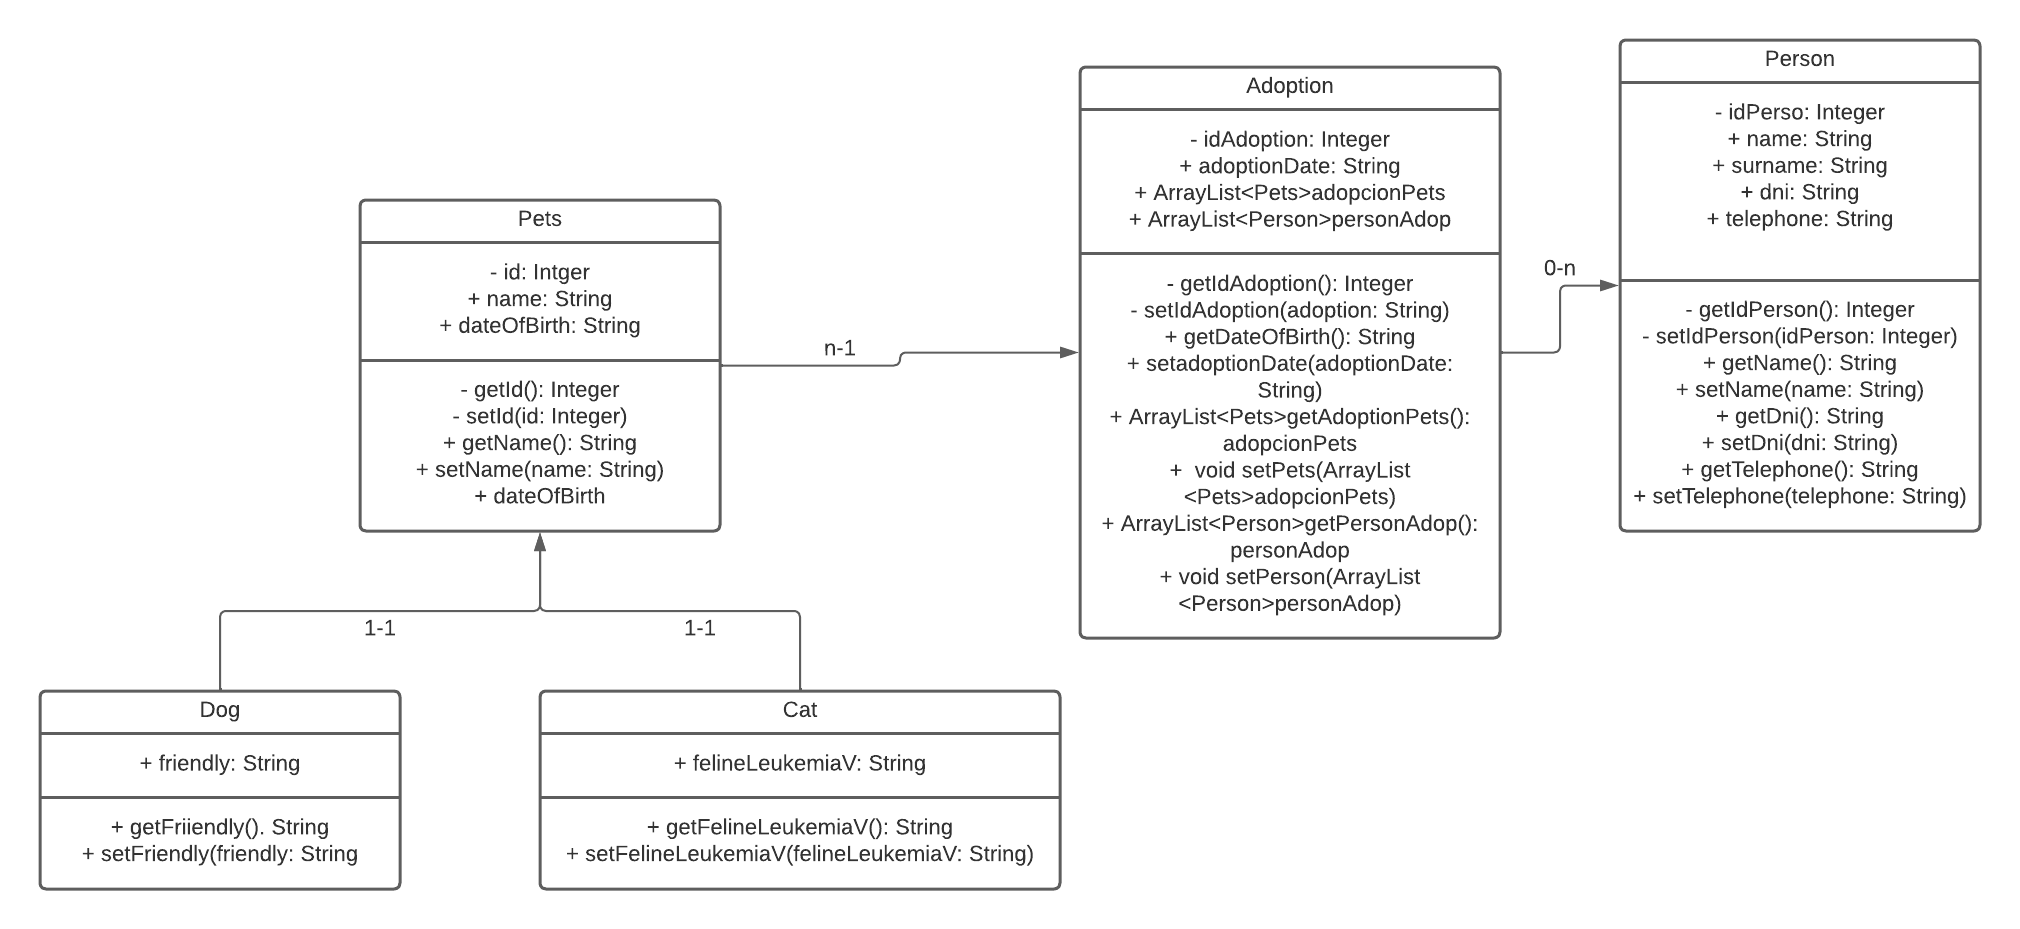 Person
- idPerso: Integer
+ name: String
+ surname: String
+ dni: String
+ telephone: String
- getIdPerson(): Integer
- setIdPerson(idPerson: Integer)
+ getName(): String
+ setName(name: String)
+ getDni(): String
+ setDni(dni: String)
+ getTelephone(): String
+ setTelephone(telephone: String)
Adoption
- idAdoption: Integer
+ adoptionDate: String
+ ArrayList<Pets>adopcionPets
+ ArrayList<Person>personAdop
- getIdAdoption(): Integer
- setIdAdoption(adoption: String)
+ getDateOfBirth(): String
+ setadoptionDate(adoptionDate:
String)
+ ArrayList<Pets>getAdoptionPets():
adopcionPets
+  void setPets(ArrayList
<Pets>adopcionPets)
+ ArrayList<Person>getPersonAdop():
personAdop
+ void setPerson(ArrayList
<Person>personAdop)
0-n
Pets
- id: Intger
+ name: String
+ dateOfBirth: String
- getId(): Integer
- setId(id: Integer)
+ getName(): String
+ setName(name: String)
+ dateOfBirth
n-1
1-1
1-1
Dog
+ friendly: String
+ getFriiendly(). String
+ setFriendly(friendly: String
Cat
+ felineLeukemiaV: String
+ getFelineLeukemiaV(): String
+ setFelineLeukemiaV(felineLeukemiaV: String)